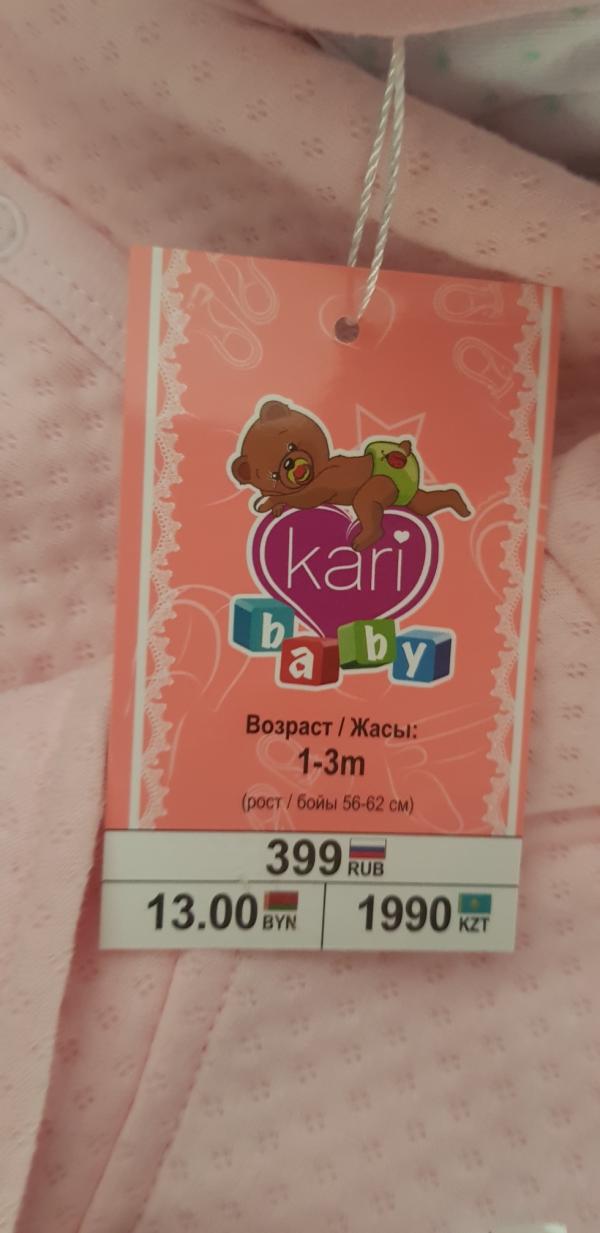 kari
baby
Возраст / Жасы:
1-3m
(рост / бойы 56-62 см)
399 RUB
13.00 BYN
1990 KZT